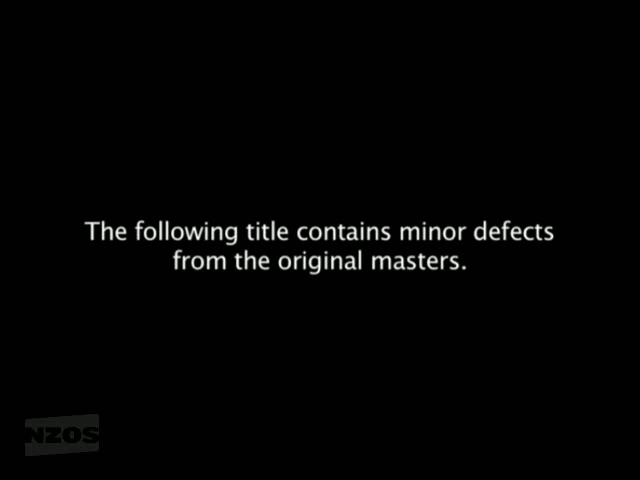 The following title contains minor defects
from the original masters.
NZOS